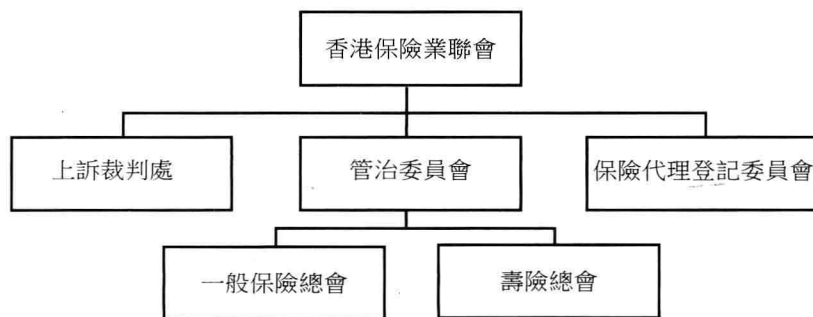 香港保險業聯會
上訴裁判處
管治委員會
保險代理登記委員會
一般保險總會
壽險總會